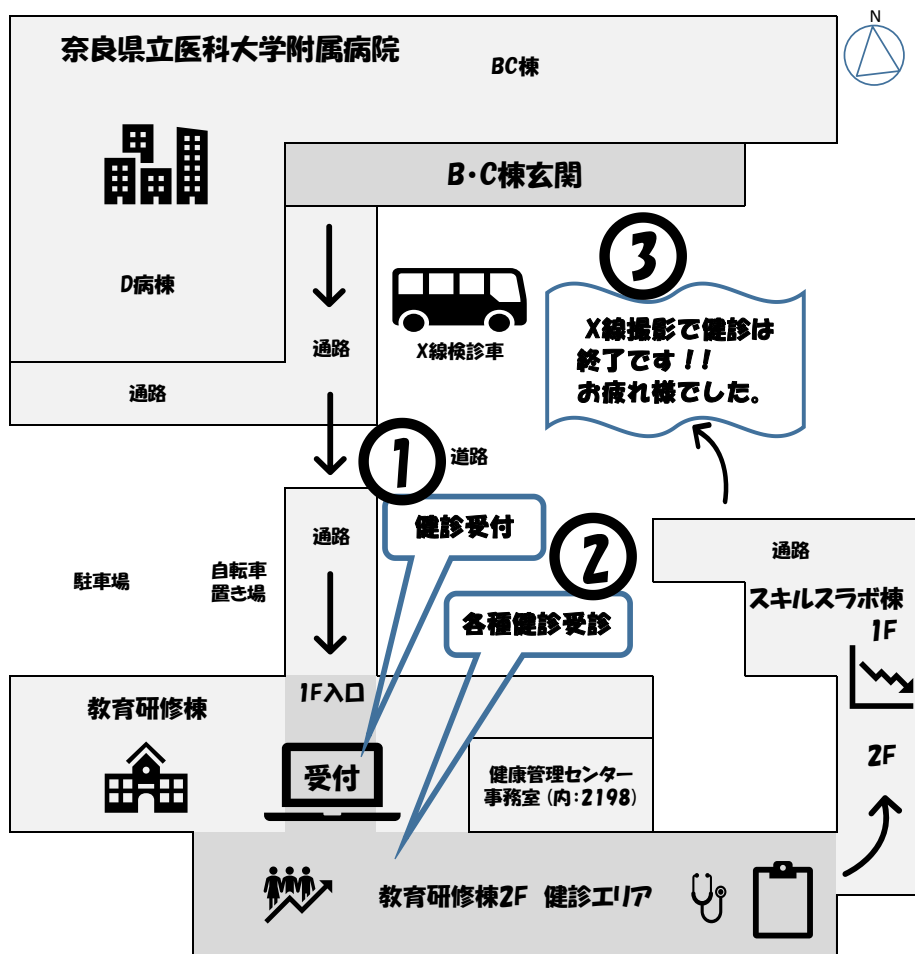 N
奈良県立医科大学附属病院
BC棟
B・C棟玄関
D病棟
通路
通路
X線検診車
③
X線撮影で健診は
終了です！！
お疲れ様でした。
①
道路
健診受付
通路
②
各種健診受診
駐車場
自転車
置き場
通路
スキルスラボ棟
1F
2F
教育研修棟
1F入口
受付
健康管理センター
事務室（内：2198）
教育研修棟2F 健診エリア